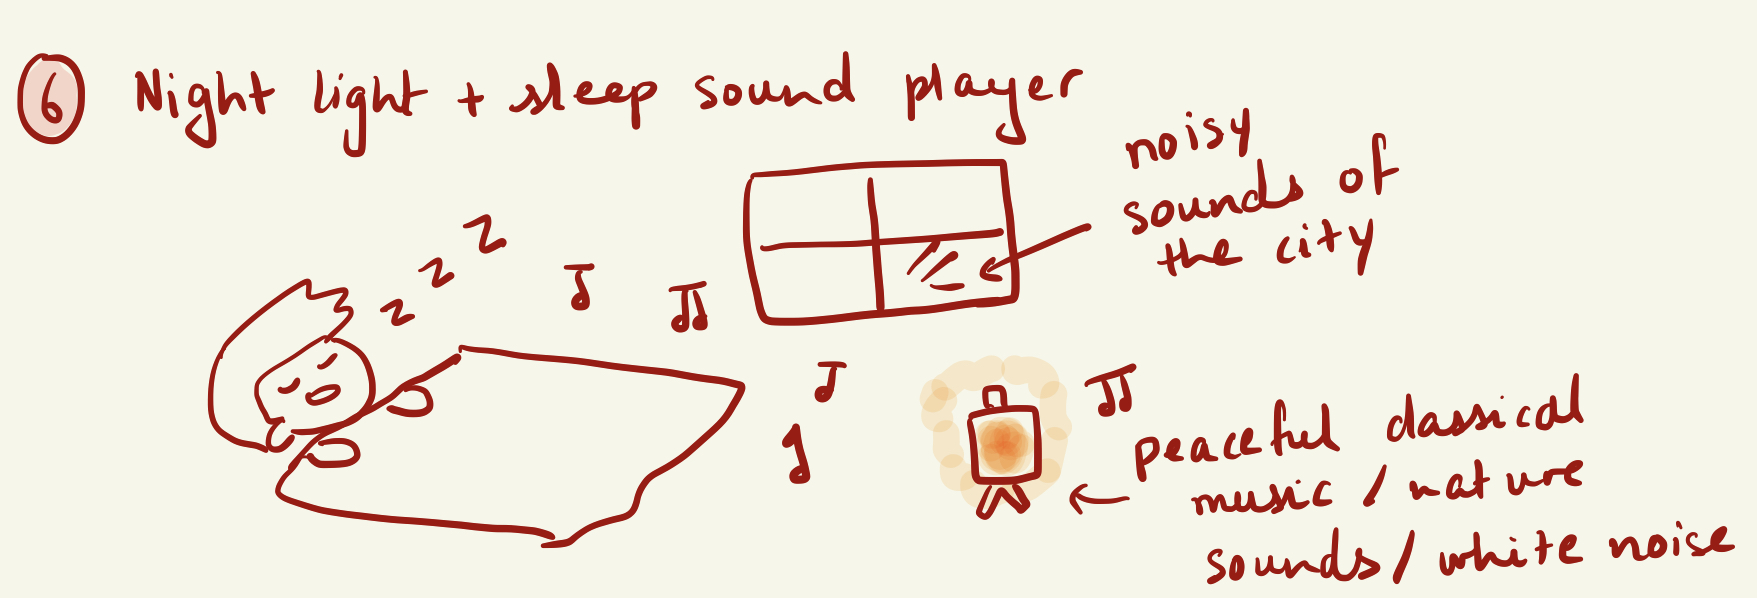 6 Night light + sleep sound player
noisy
sounds of
the city
z z z
peaceful classical
music / nature
sounds / white noise